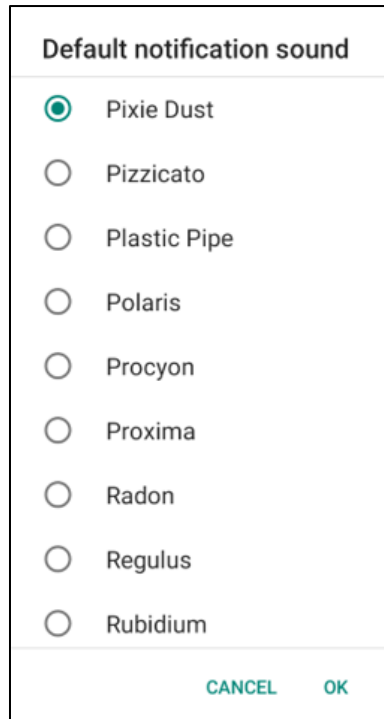 Default notification sound
Pixie Dust
Pizzicato
Plastic Pipe
Polaris
Procyon
Proxima
Radon
Regulus
Rubidium
CANCEL OK